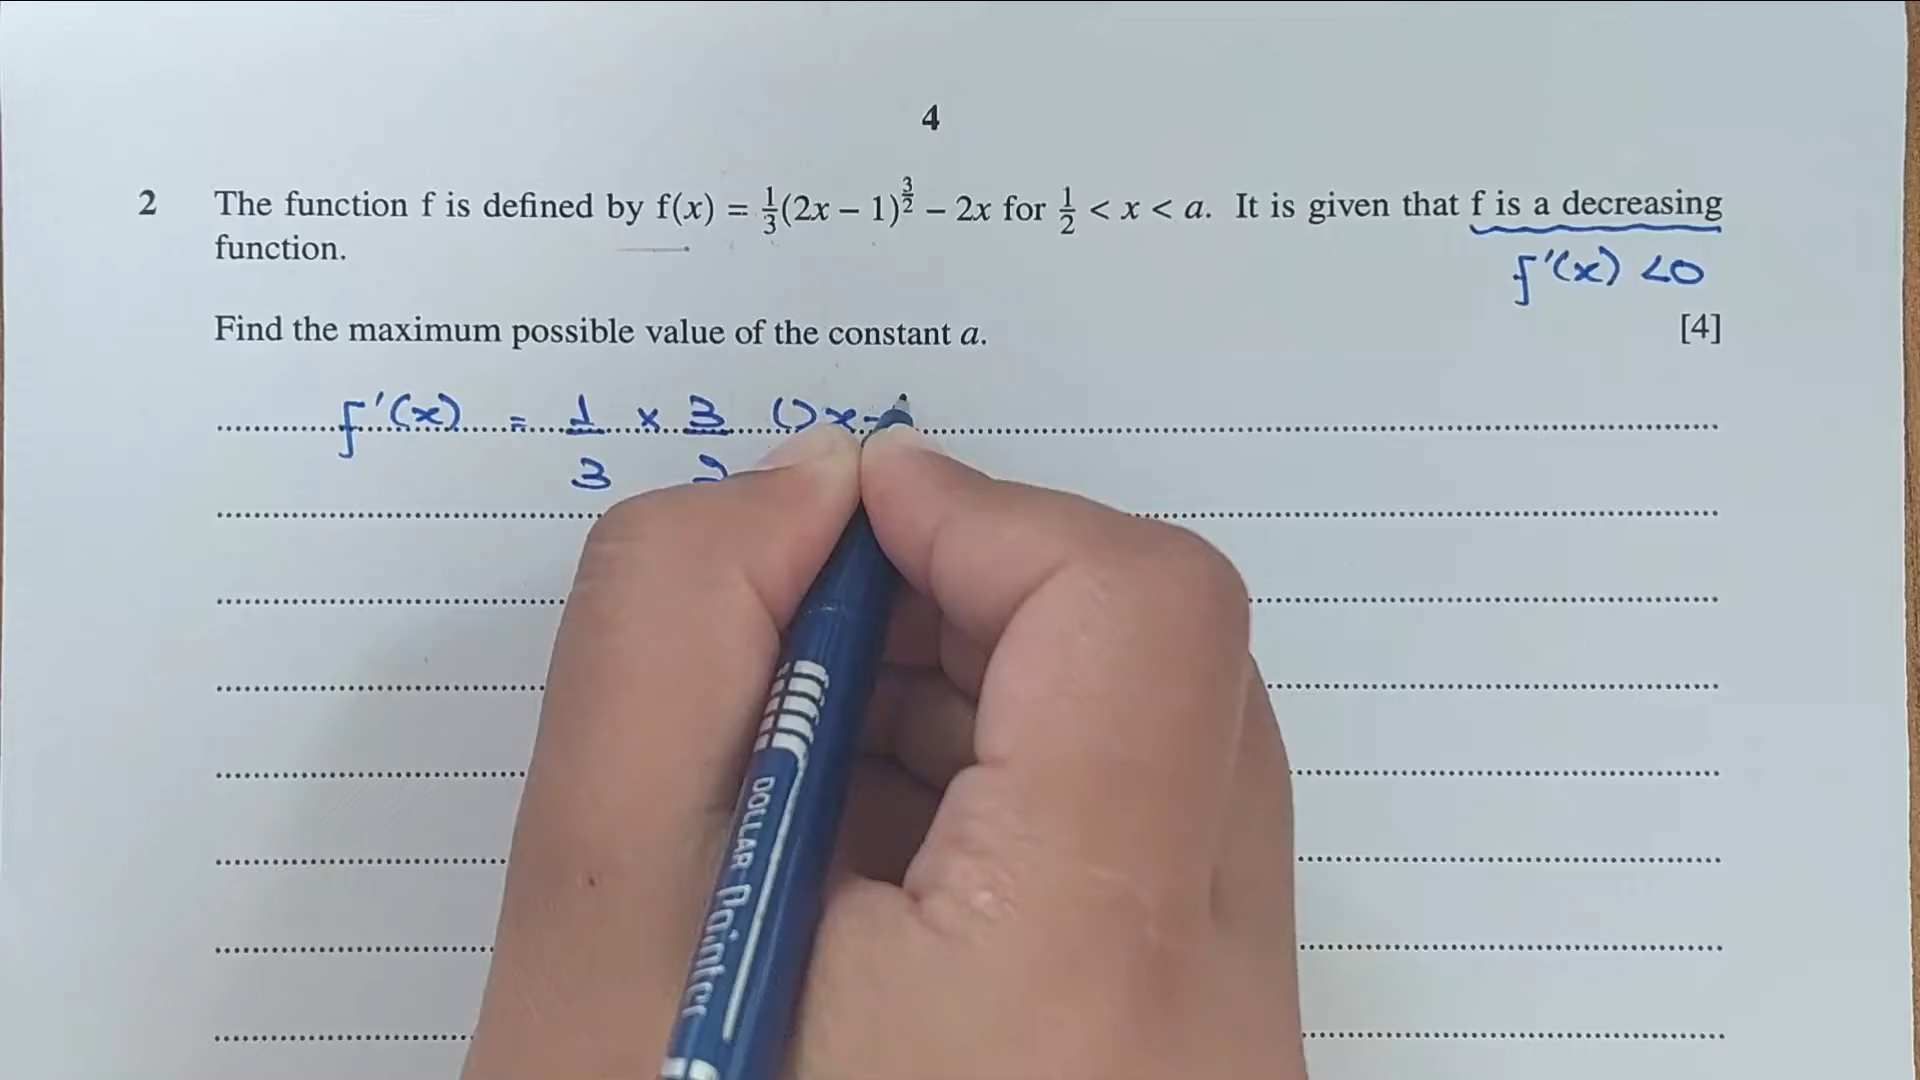 4
2 The function f is defined by f(x) = 1/3(2x – 1)^(3/2) – 2x for 1/2 < x < a. It is given that f is a decreasing
function.
f'(x) <0
Find the maximum possible value of the constant a. [4]
f'(x) = 1/3 x 3/2 (2x-
DOLLAR Pointer